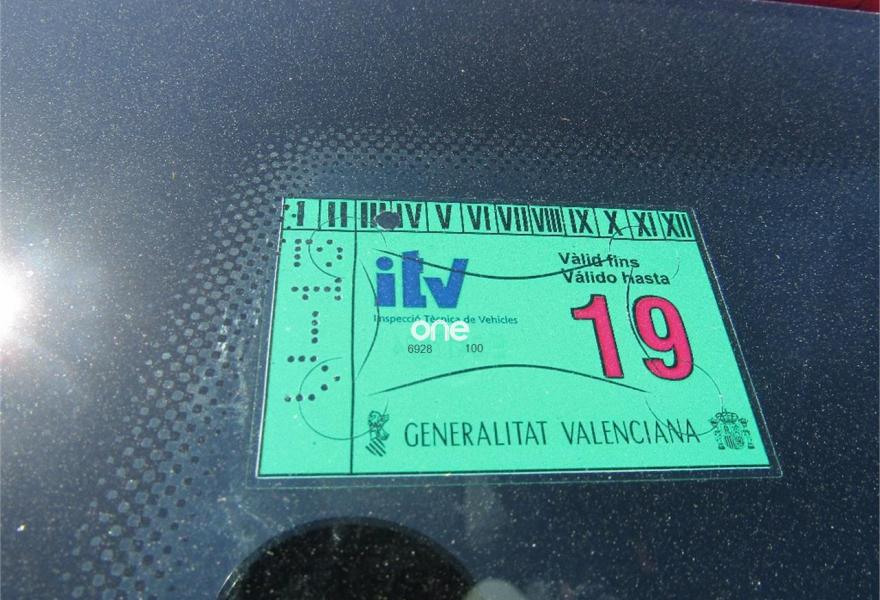 I II III IV V VI VII VIII IX X XI XII
itv
Vàlid fins
Válido hasta
19
Inspecció Tècnica de Vehicles
one
6928 100
GENERALITAT VALENCIANA